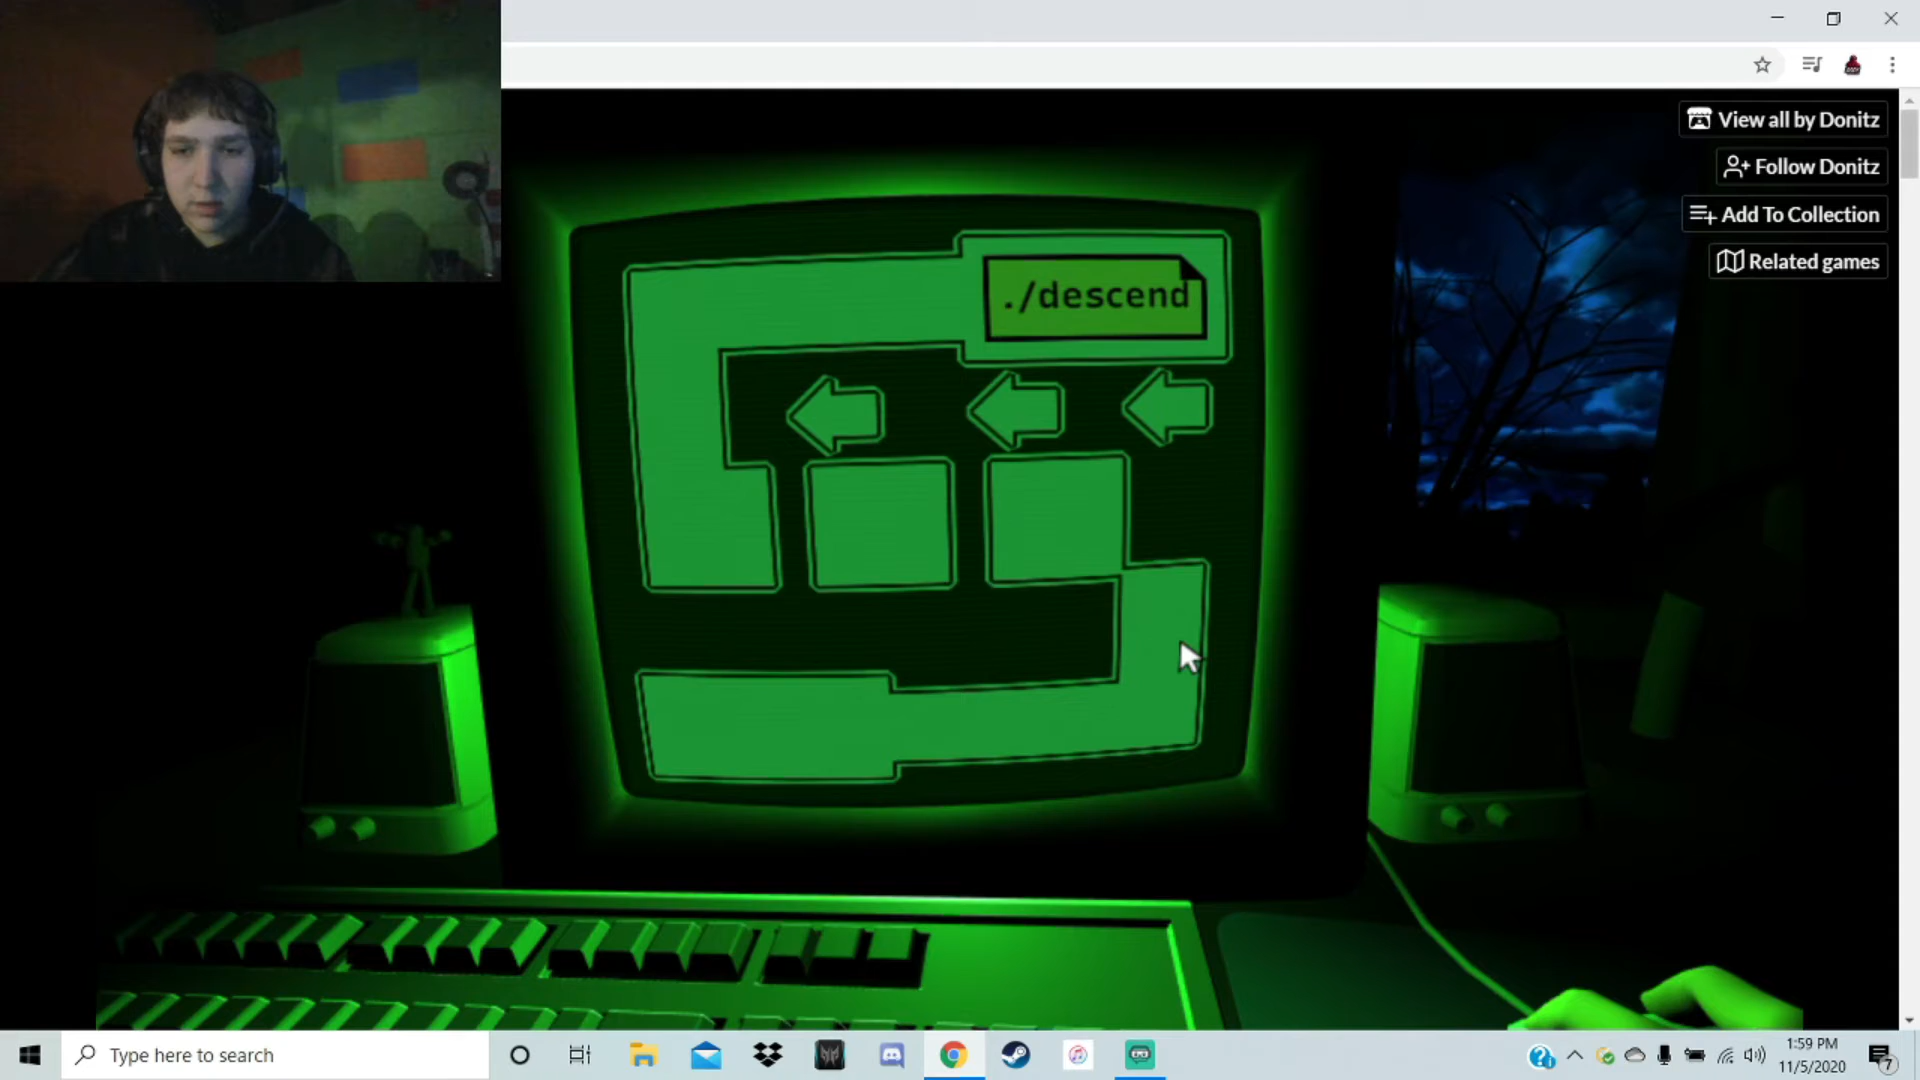 View all by Donitz
Follow Donitz
Add To Collection
Related games
./descend
Type here to search
1:59 PM
11/5/2020
7